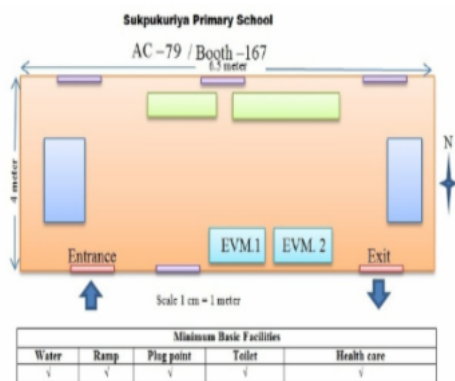 Sukpukuriya Primary School
AC -79 / Booth -167
6.5 meter
4 meter
N
EVM.1 EVM. 2
Entrance Exit
Scale 1 cm = 1 meter
Minimum Basic Facilities
Water Ramp Plug point Toilet Health care
√ √ √ √ √